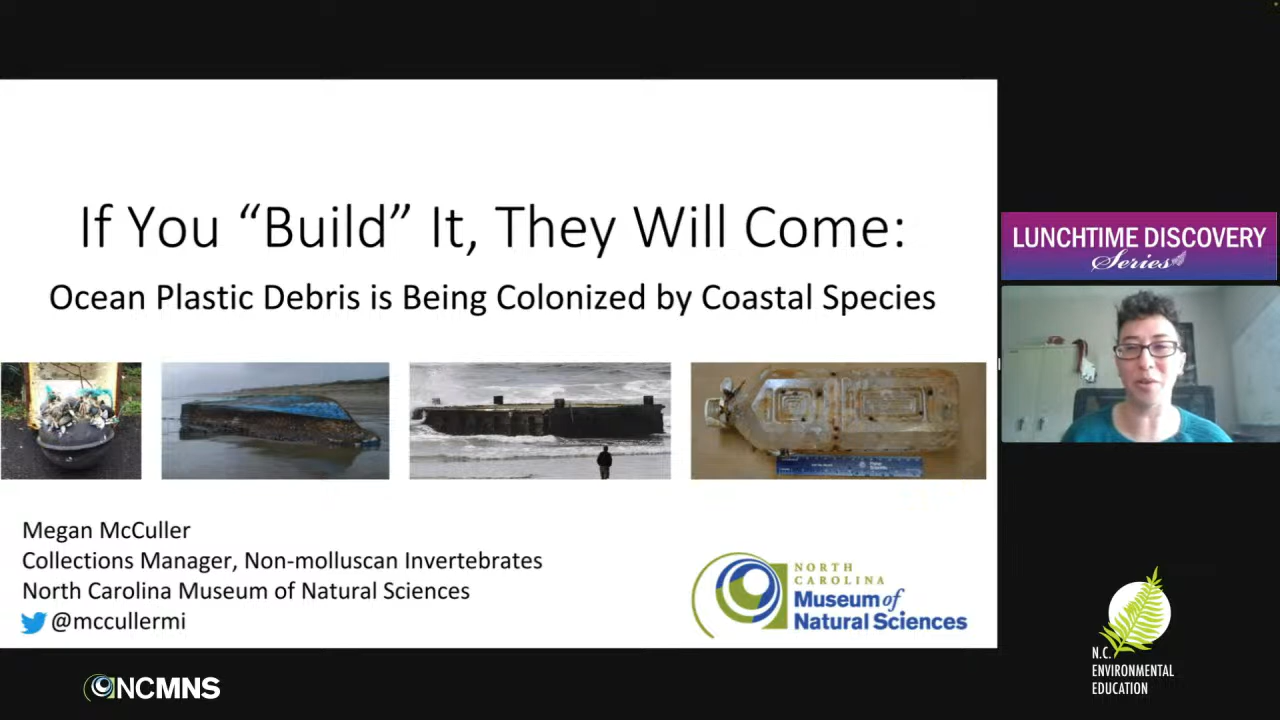 If You “Build” It, They Will Come:
Ocean Plastic Debris is Being Colonized by Coastal Species
Megan McCuller
Collections Manager, Non-molluscan Invertebrates
North Carolina Museum of Natural Sciences
@mccullermi
NORTH
CAROLINA
Museum of
Natural Sciences
LUNCHTIME DISCOVERY
Series
NCMNS
N.C.
ENVIRONMENTAL
EDUCATION